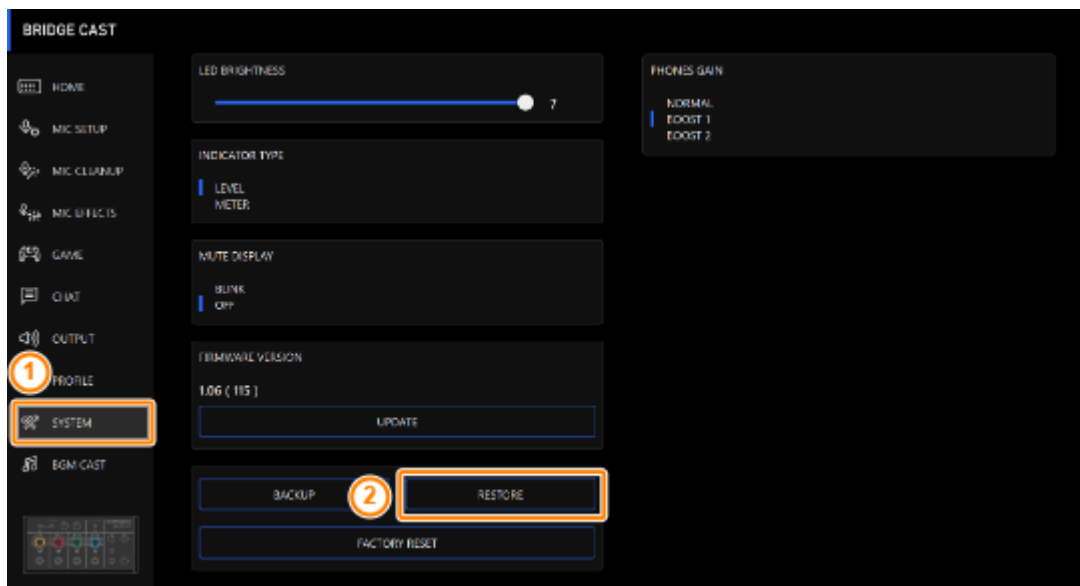 BRIDGE CAST
HOME
MIC SETUP
MIC CLEANUP
MIC EFFECTS
GAME
CHAT
OUTPUT
1
PROFILE
SYSTEM
BGM CAST
LED BRIGHTNESS
7
INDICATOR TYPE
LEVEL
METER
MUTE DISPLAY
BLINK
OFF
FIRMWARE VERSION
1.06 ( 115 )
UPDATE
BACKUP
2
RESTORE
FACTORY RESET
PHONES GAIN
NORMAL
BOOST 1
BOOST 2